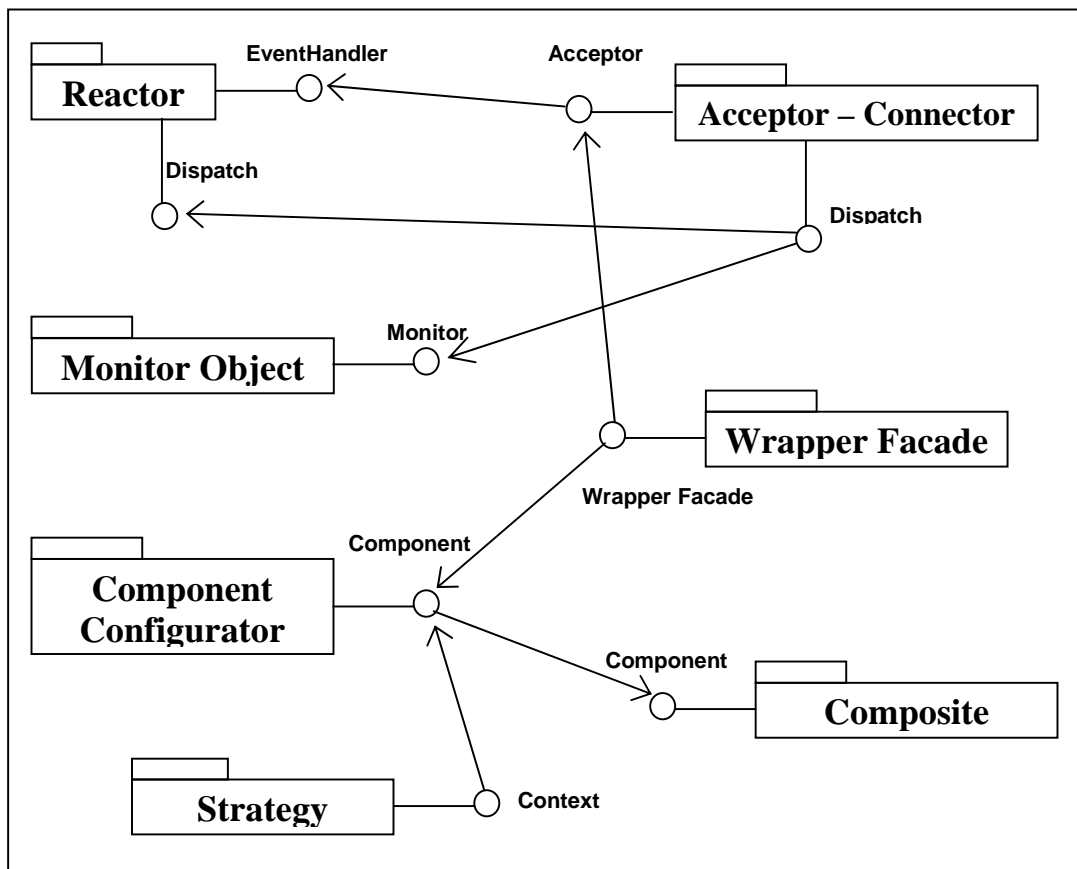 EventHandler
Acceptor
Reactor
Acceptor – Connector
Dispatch
Dispatch
Monitor
Monitor Object
Wrapper Facade
Wrapper Facade
Component
Component
Configurator
Component
Composite
Strategy
Context